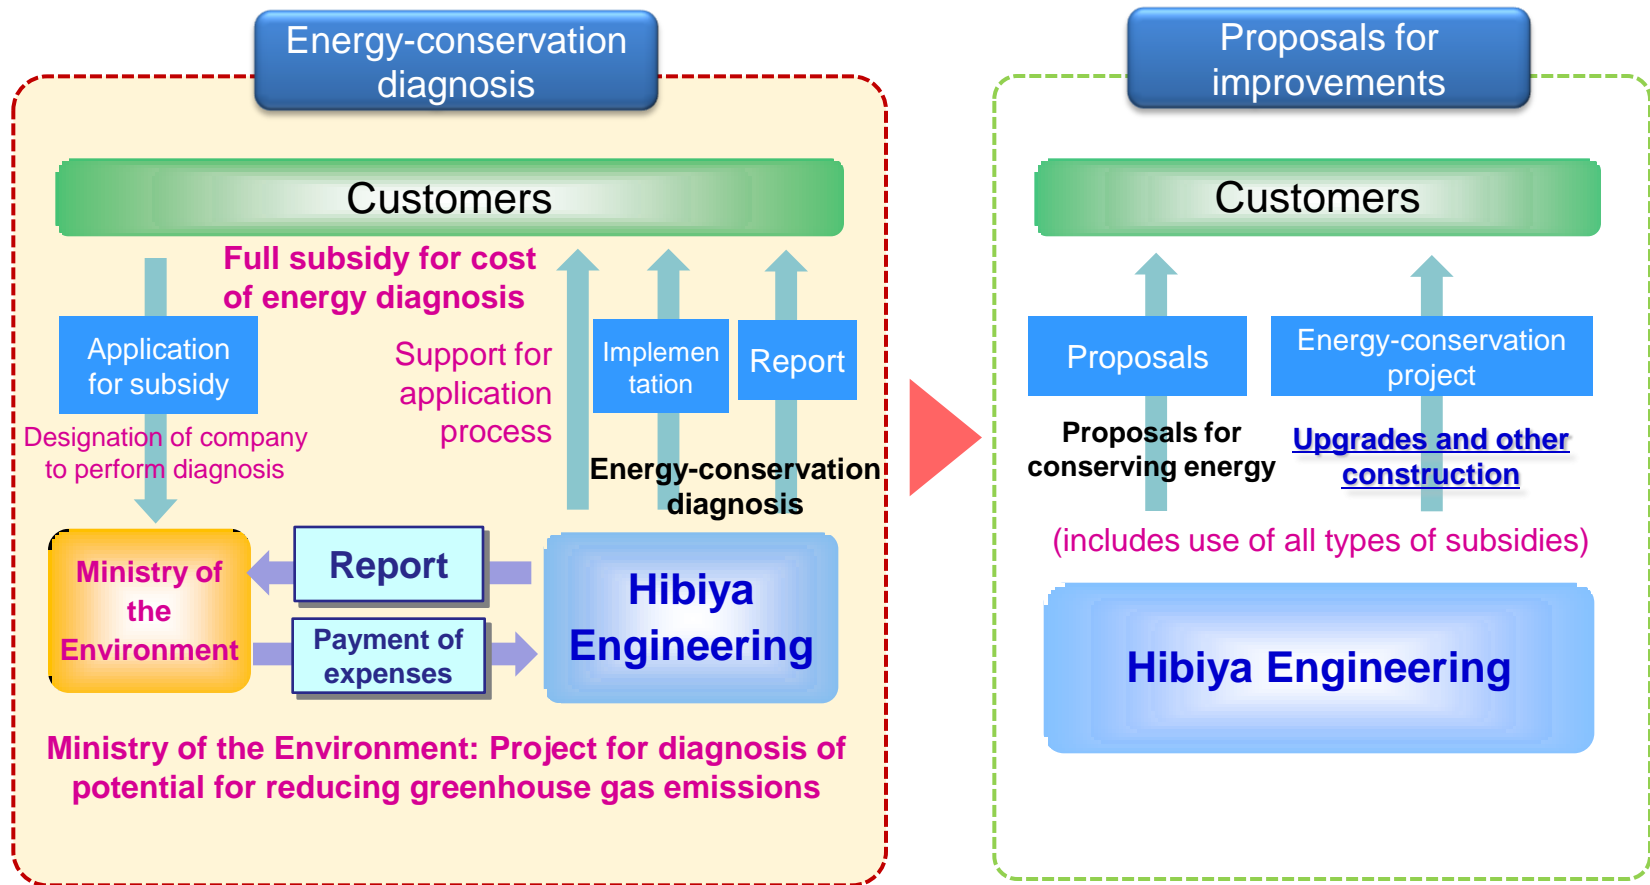 Energy-conservation
diagnosis
Customers
Full subsidy for cost
of energy diagnosis
Application
for subsidy
Support for
application
process
Implemen
tation
Report
Designation of company
to perform diagnosis
Energy-conservation
diagnosis
Ministry of
the
Environment
Report
Payment of
expenses
Hibiya
Engineering
Ministry of the Environment: Project for diagnosis of
potential for reducing greenhouse gas emissions
Proposals for
improvements
Customers
Proposals
Energy-conservation
project
Proposals for
conserving energy
Upgrades and other
construction
(includes use of all types of subsidies)
Hibiya Engineering